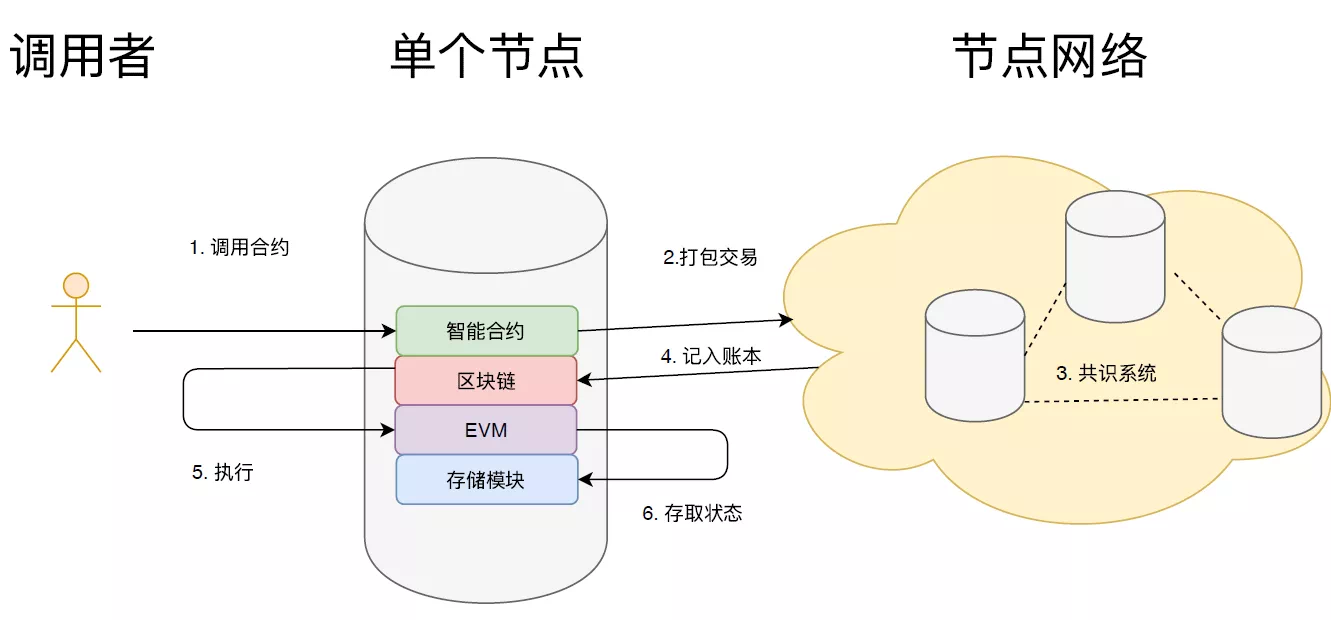 调用者
单个节点
节点网络
1. 调用合约
2.打包交易
智能合约
4. 记入账本
区块链
3. 共识系统
EVM
5. 执行
存储模块
6. 存取状态